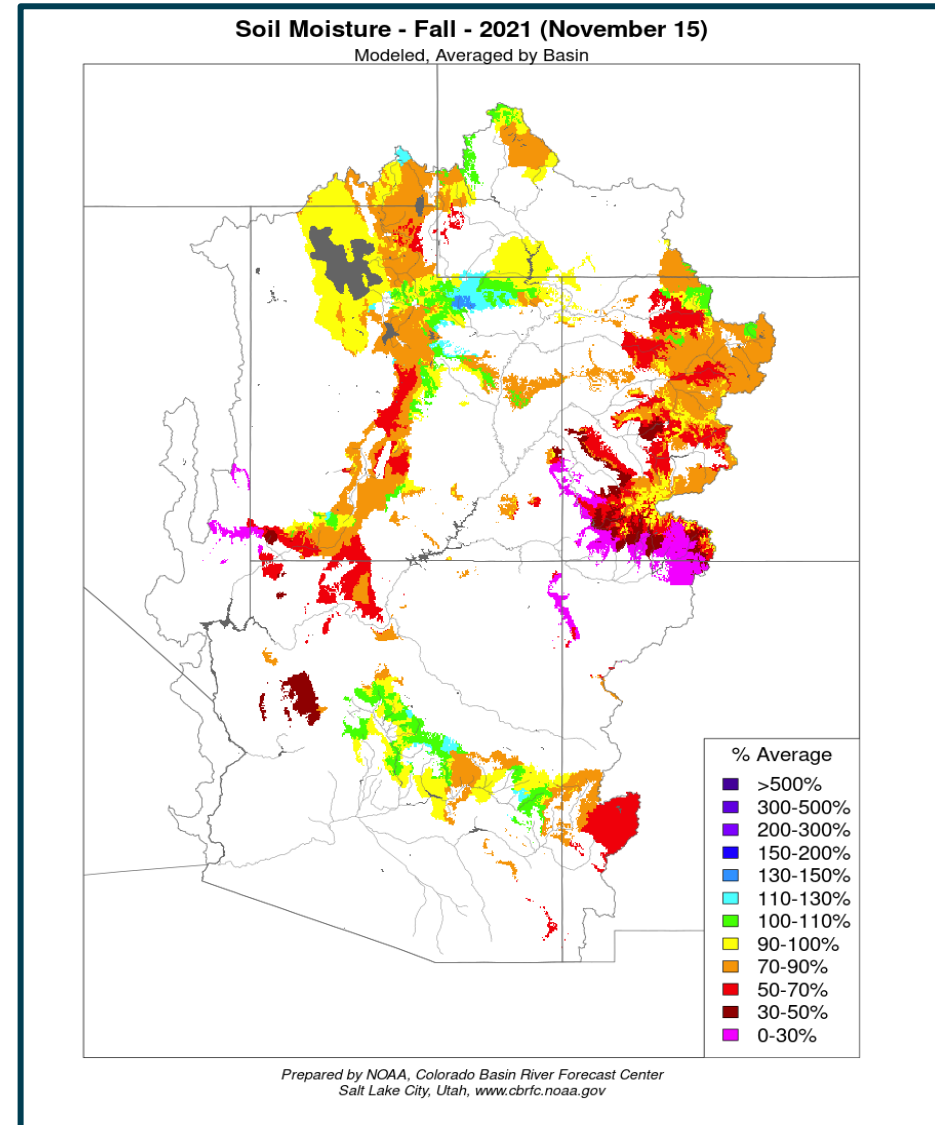 Soil Moisture - Fall - 2021 (November 15)
Modeled, Averaged by Basin
% Average
>500%
300-500%
200-300%
150-200%
130-150%
110-130%
100-110%
90-100%
70-90%
50-70%
30-50%
0-30%
Prepared by NOAA, Colorado Basin River Forecast Center
Salt Lake City, Utah, www.cbrfc.noaa.gov